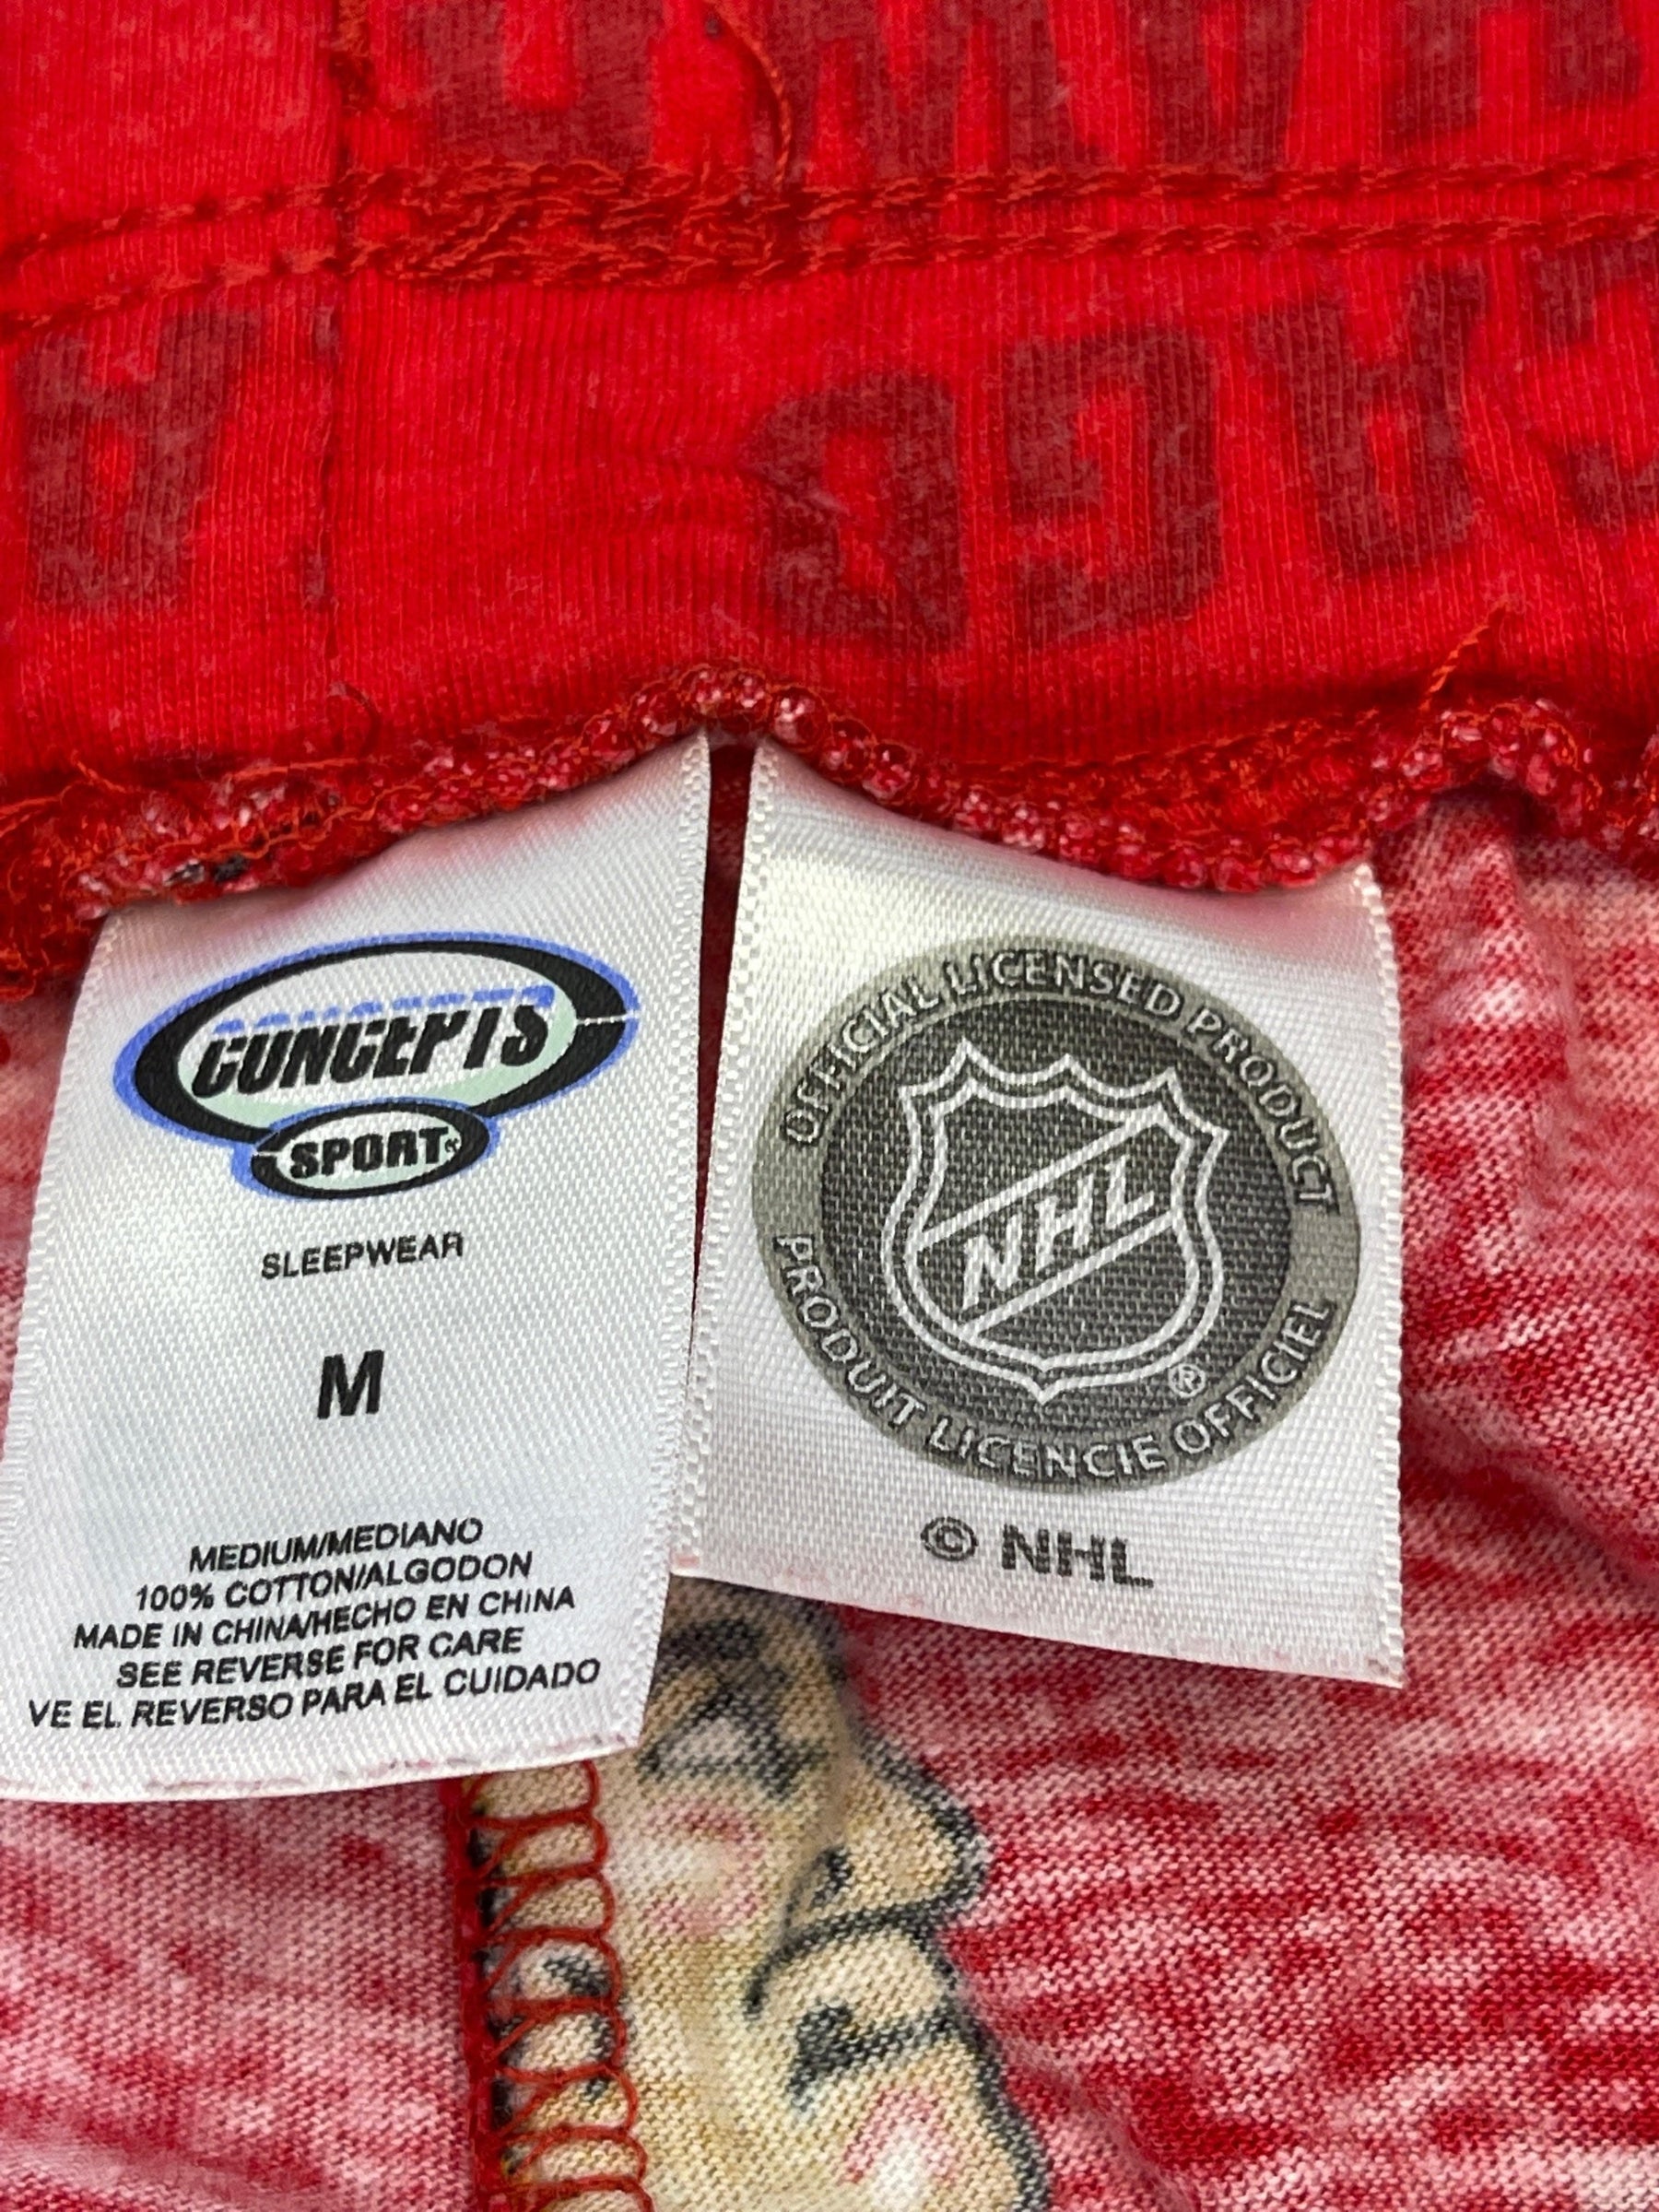 CONCEPTS
SPORT
SLEEPWEAR
M
MEDIUM/MEDIANO
100% COTTON/ALGODON
MADE IN CHINA/HECHO EN CHINA
SEE REVERSE FOR CARE
VE EL REVERSO PARA EL CUIDADO
OFFICIAL LICENSED PRODUCT
NHL
®
PRODUIT LICENCIE OFFICIEL
© NHL